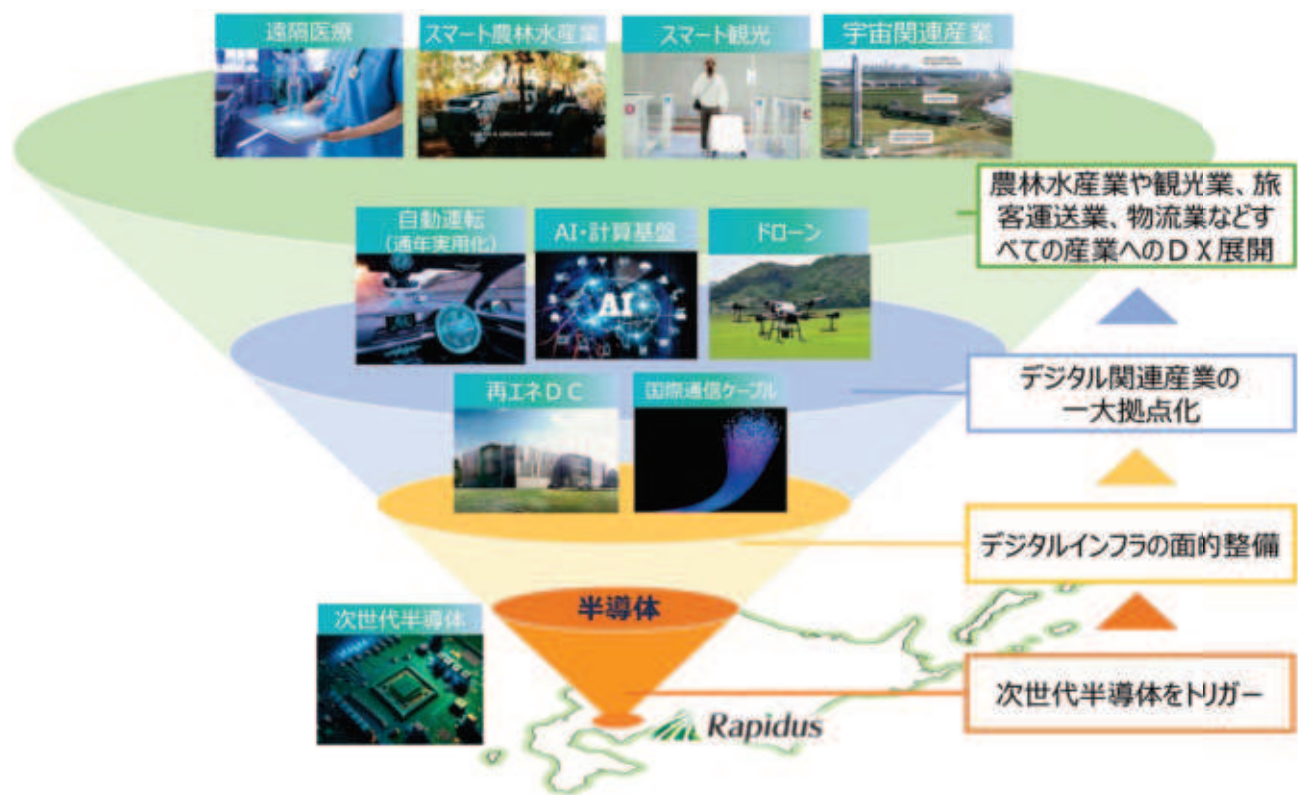 遠隔医療
スマート農林水産業
スマート観光
宇宙関連産業
農林水産業や観光業、旅
客運送業、物流業などす
べての産業へのDX展開
自動運転
(通年実用化)
AI・計算基盤
ドローン
AI
デジタル関連産業の
一大拠点化
再エネDC
国際通信ケーブル
デジタルインフラの面的整備
半導体
次世代半導体
次世代半導体をトリガー
Rapidus